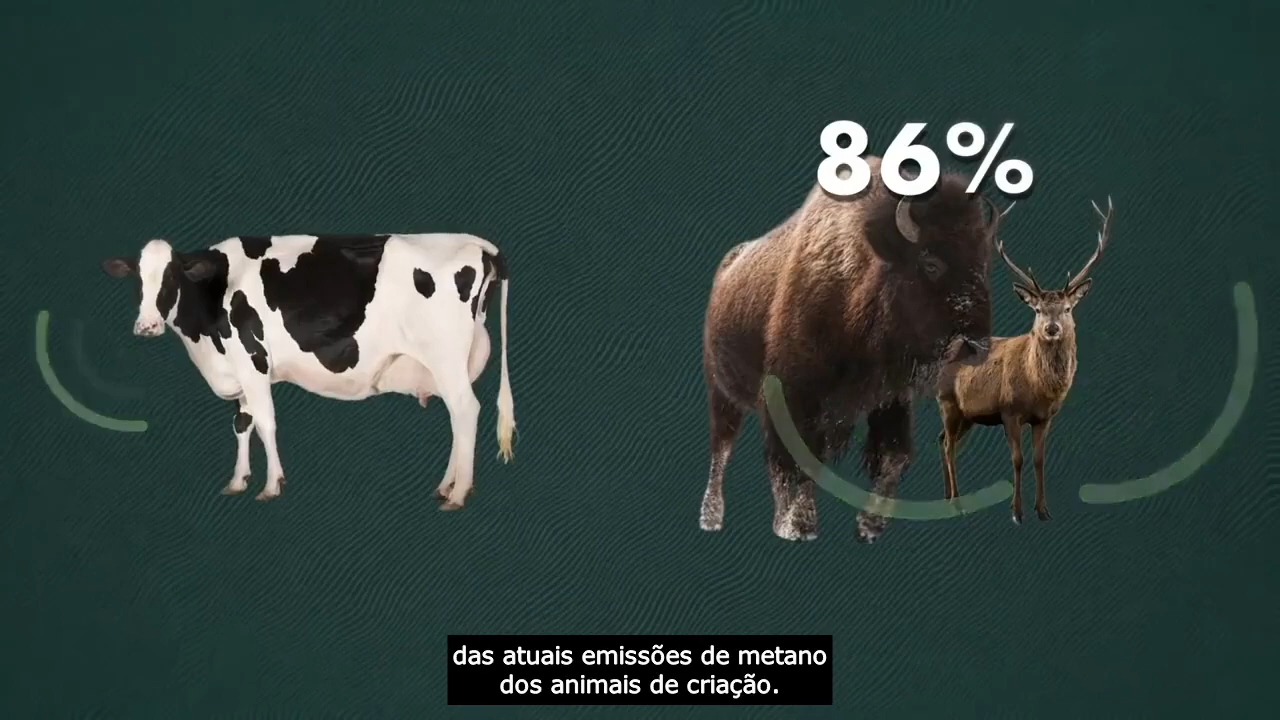 86%
das atuais emissões de metano
dos animais de criação.